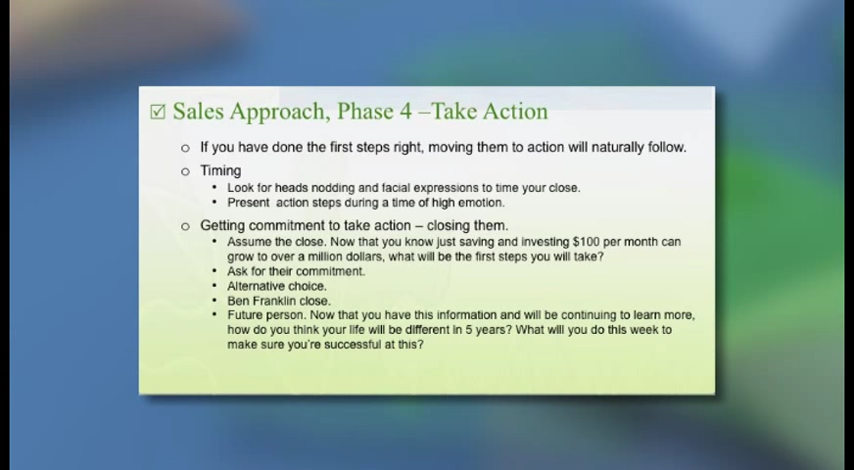 ☑ Sales Approach, Phase 4 –Take Action
o If you have done the first steps right, moving them to action will naturally follow.
o Timing
• Look for heads nodding and facial expressions to time your close.
• Present action steps during a time of high emotion.
o Getting commitment to take action – closing them.
• Assume the close. Now that you know just saving and investing $100 per month can
grow to over a million dollars, what will be the first steps you will take?
• Ask for their commitment.
• Alternative choice.
• Ben Franklin close.
• Future person. Now that you have this information and will be continuing to learn more,
how do you think your life will be different in 5 years? What will you do this week to
make sure you're successful at this?